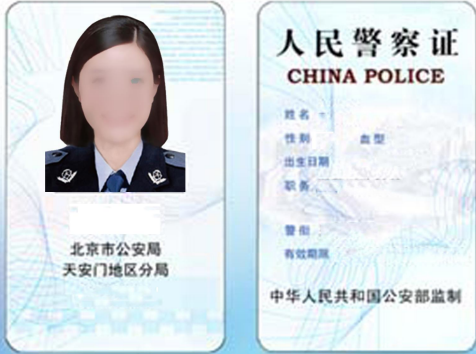 北京市公安局
天安门地区分局
人民警察证
CHINA POLICE
姓名
性别 血型
出生日期
职务
警衔
有效期限
中华人民共和国公安部监制